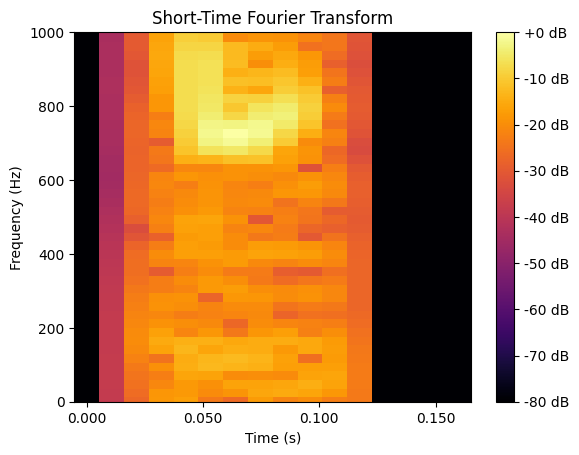 Short-Time Fourier Transform
Frequency (Hz)
1000
800
600
400
200
0
0.000
0.050
0.100
0.150
Time (s)
+0 dB
-10 dB
-20 dB
-30 dB
-40 dB
-50 dB
-60 dB
-70 dB
-80 dB